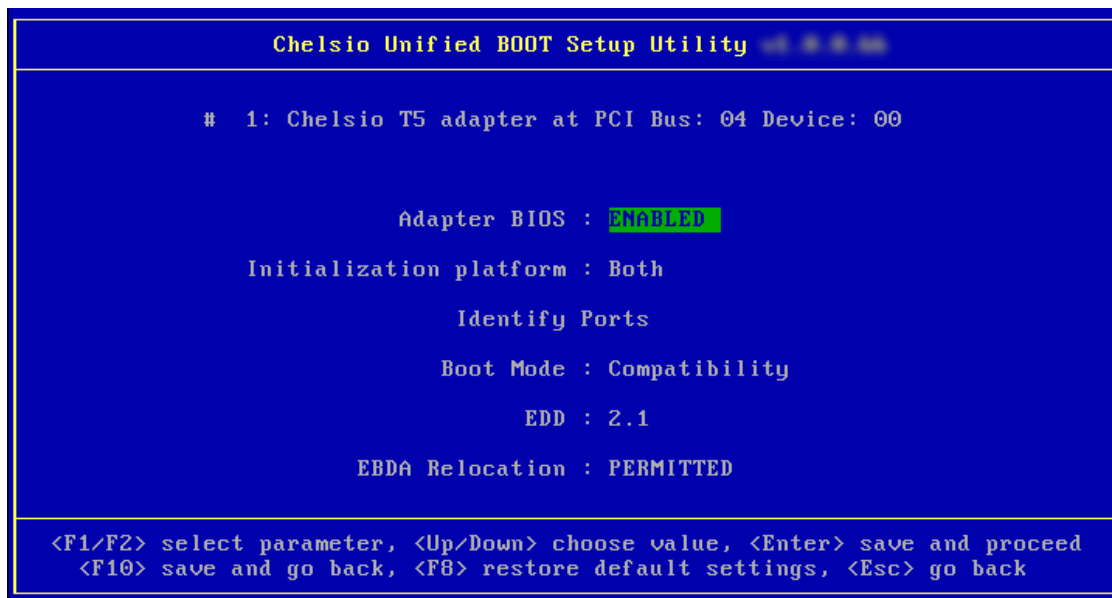 Chelsio Unified BOOT Setup Utility
# 1: Chelsio T5 adapter at PCI Bus: 04 Device: 00
Adapter BIOS : ENABLED
Initialization platform : Both
Identify Ports
Boot Mode : Compatibility
EDD : 2.1
EBDA Relocation : PERMITTED
<F1/F2> select parameter, <Up/Down> choose value, <Enter> save and proceed
<F10> save and go back, <F8> restore default settings, <Esc> go back